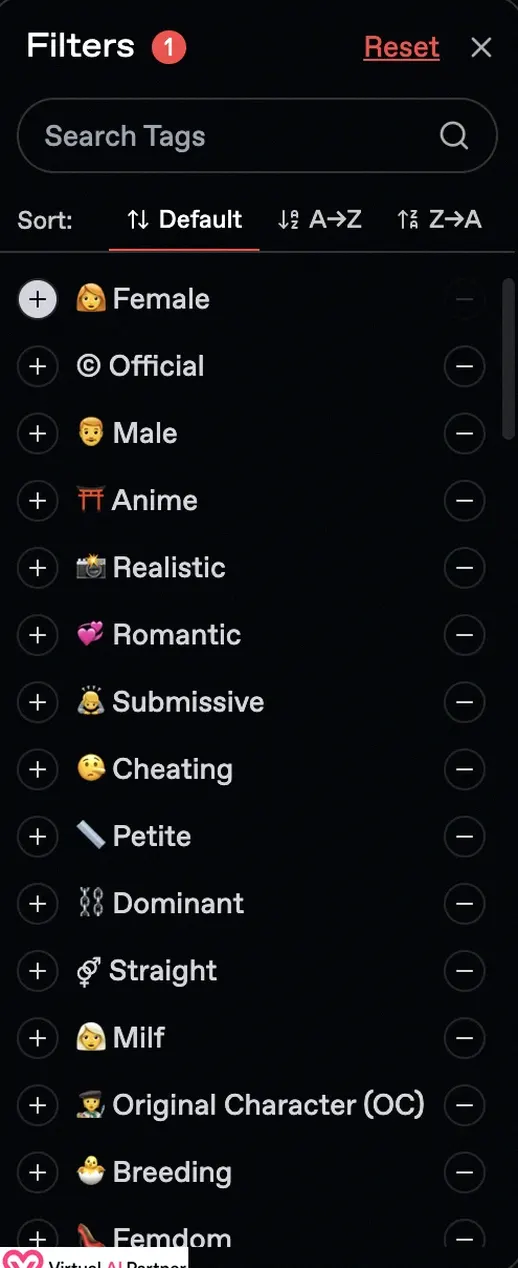 Filters 1 Reset
Search Tags
Sort: Default A→Z Z→A
Female
© Official
Male
Anime
Realistic
Romantic
Submissive
Cheating
Petite
Dominant
Straight
Milf
Original Character (OC)
Breeding
Femdom
Virtual AI Partner